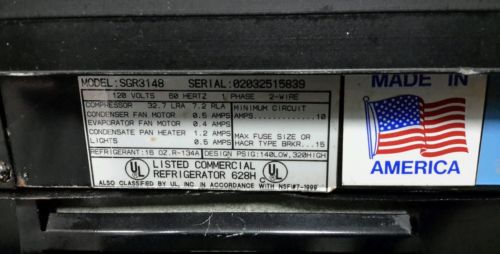 MODEL:SGR3148 SERIAL:02032515839
120 VOLTS 60 HERTZ 1 PHASE 2-WIRE
COMPRESSOR 32.7 LRA 7.2 RLA
CONDENSER FAN MOTOR 0.5 AMPS
EVAPORATOR FAN MOTOR 0.4 AMPS
CONDENSATE PAN HEATER 1.2 AMPS
LIGHTS 0.5 AMPS
MINIMUM CIRCUIT
AMPS..........10
MAX FUSE SIZE OR
HACR TYPE BRKR....15
REFRIGERANT:16 OZ.R-134A DESIGN PSIG:140LOW,320HIGH
UL LISTED COMMERCIAL UL
REFRIGERATOR 628H
ALSO CLASSIFIED BY UL, INC IN ACCORDANCE WITH NSF#7-1999
MADE IN
AMERICA